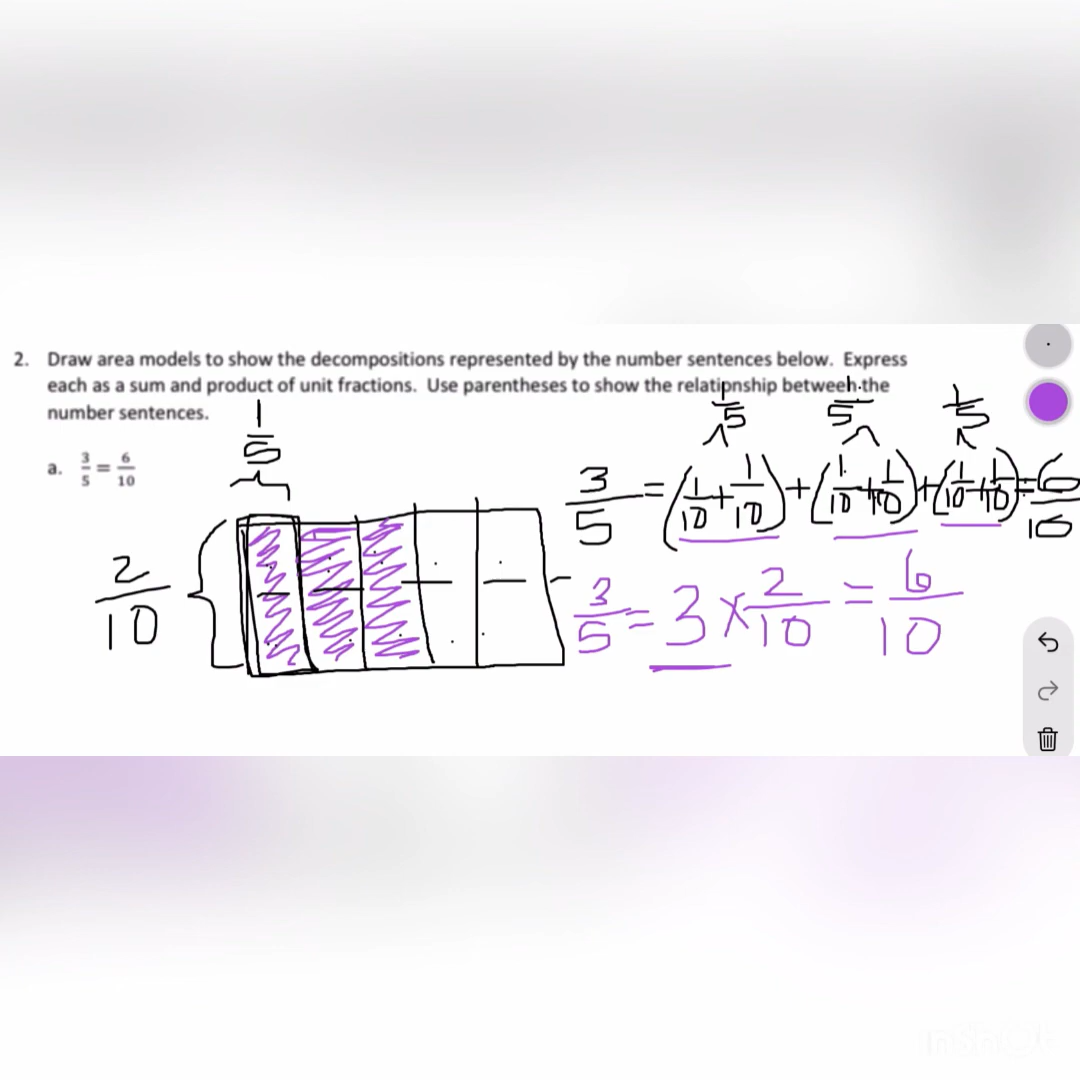 2. Draw area models to show the decompositions represented by the number sentences below. Express
each as a sum and product of unit fractions. Use parentheses to show the relationship between the
number sentences.
a. 3/5 = 6/10
1/5
1/5 1/5 1/5
3/5 = (1/10 + 1/10) + (1/10 + 1/10) + (1/10 + 1/10) = 6/10
2/10
3/5 = 3 × 2/10 = 6/10